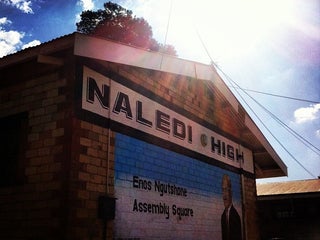 NALEDI HIGH
Enos Ngutshane
Assembly Square